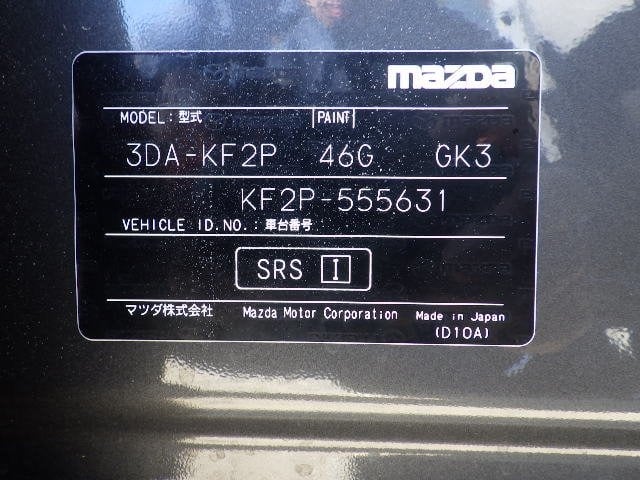 mazda
MODEL: 型式 PAINT
3DA-KF2P 46G GK3
KF2P-555631
VEHICLE ID.NO.: 車台番号
SRS I
マツダ株式会社 Mazda Motor Corporation Made in Japan
(D10A)